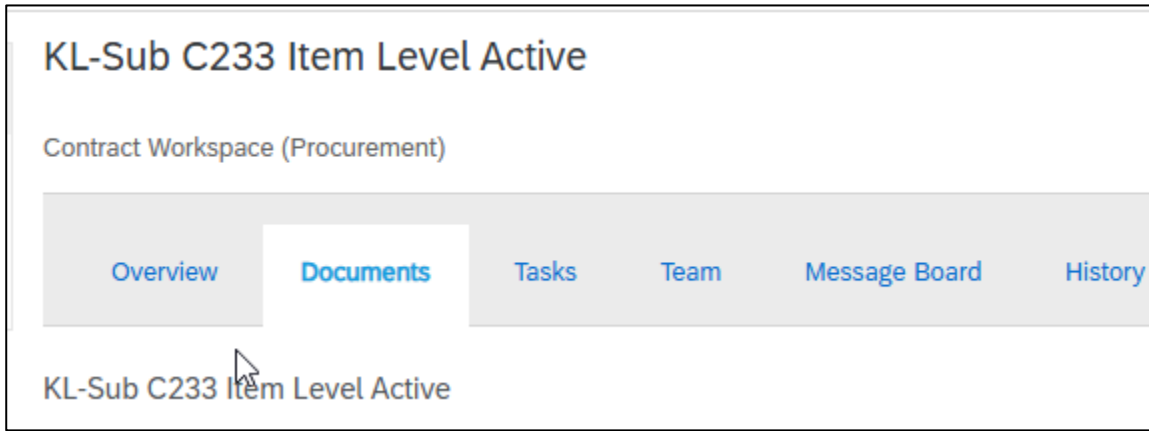 KL-Sub C233 Item Level Active
Contract Workspace (Procurement)
Overview Documents Tasks Team Message Board History
KL-Sub C233 Item Level Active